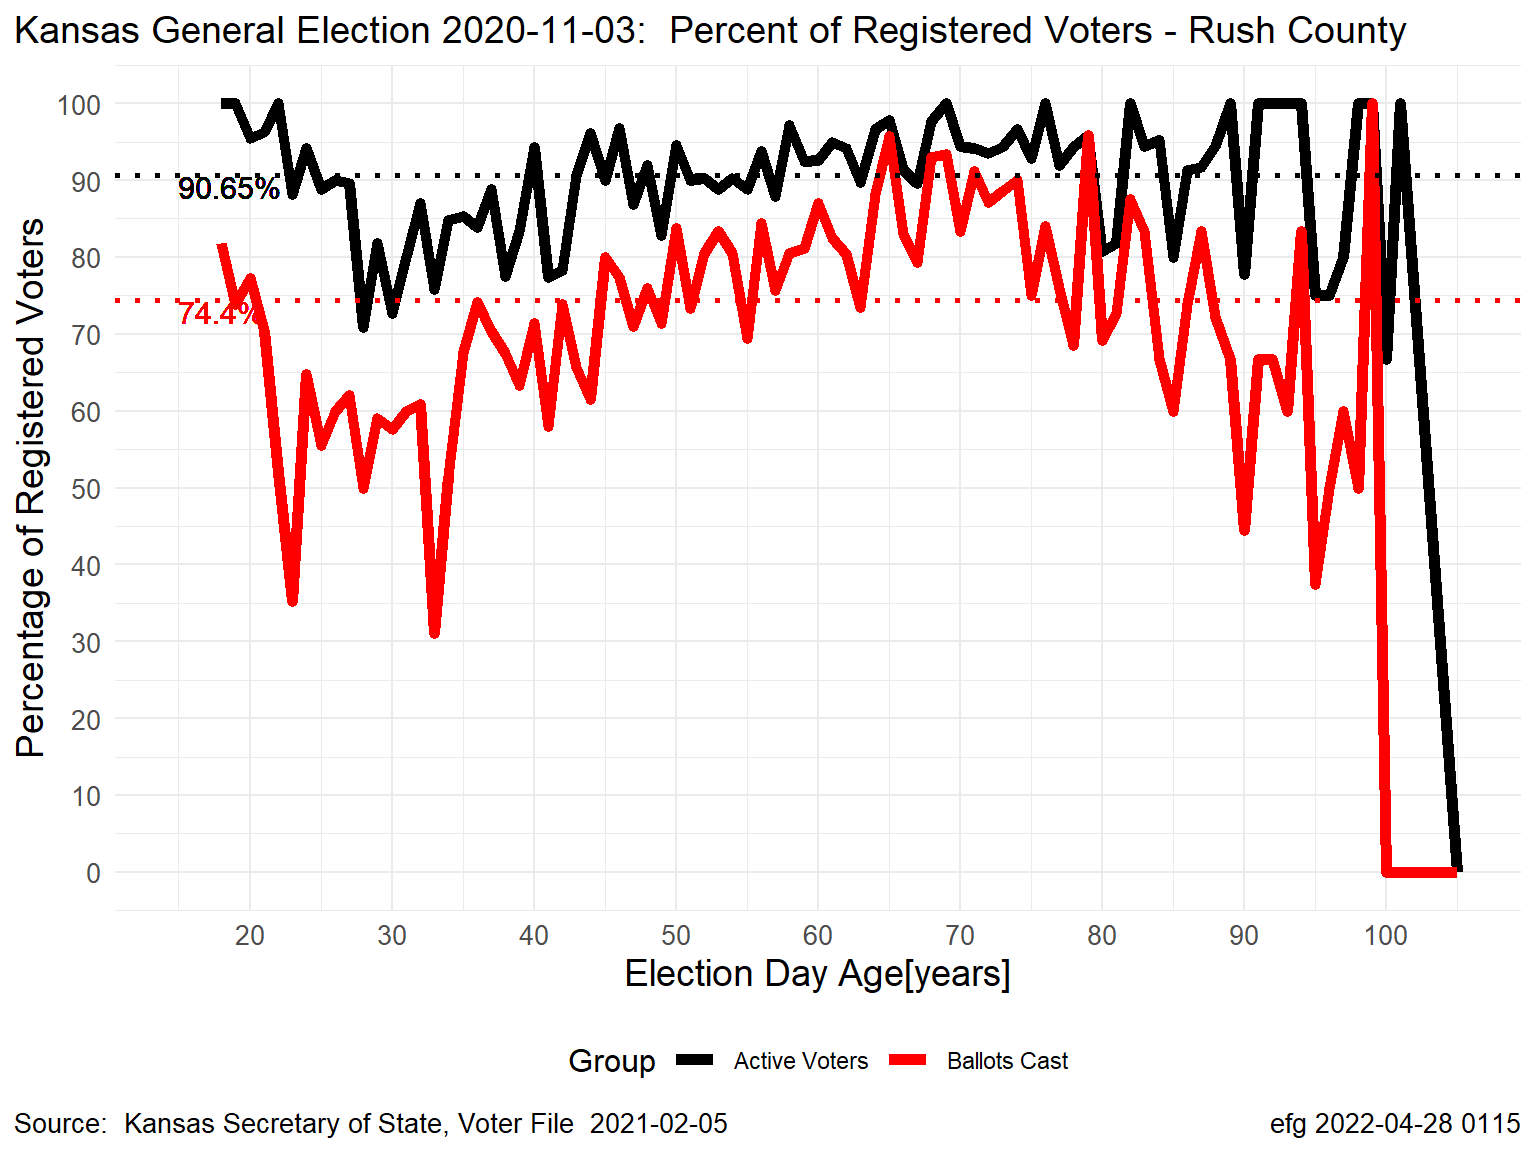 Kansas General Election 2020-11-03:  Percent of Registered Voters - Rush County
Percentage of Registered Voters
100
90
80
70
60
50
40
30
20
10
0
90.65%
74.4%
20 30 40 50 60 70 80 90 100
Election Day Age[years]
Group Active Voters Ballots Cast
Source:  Kansas Secretary of State, Voter File  2021-02-05 efg 2022-04-28 0115